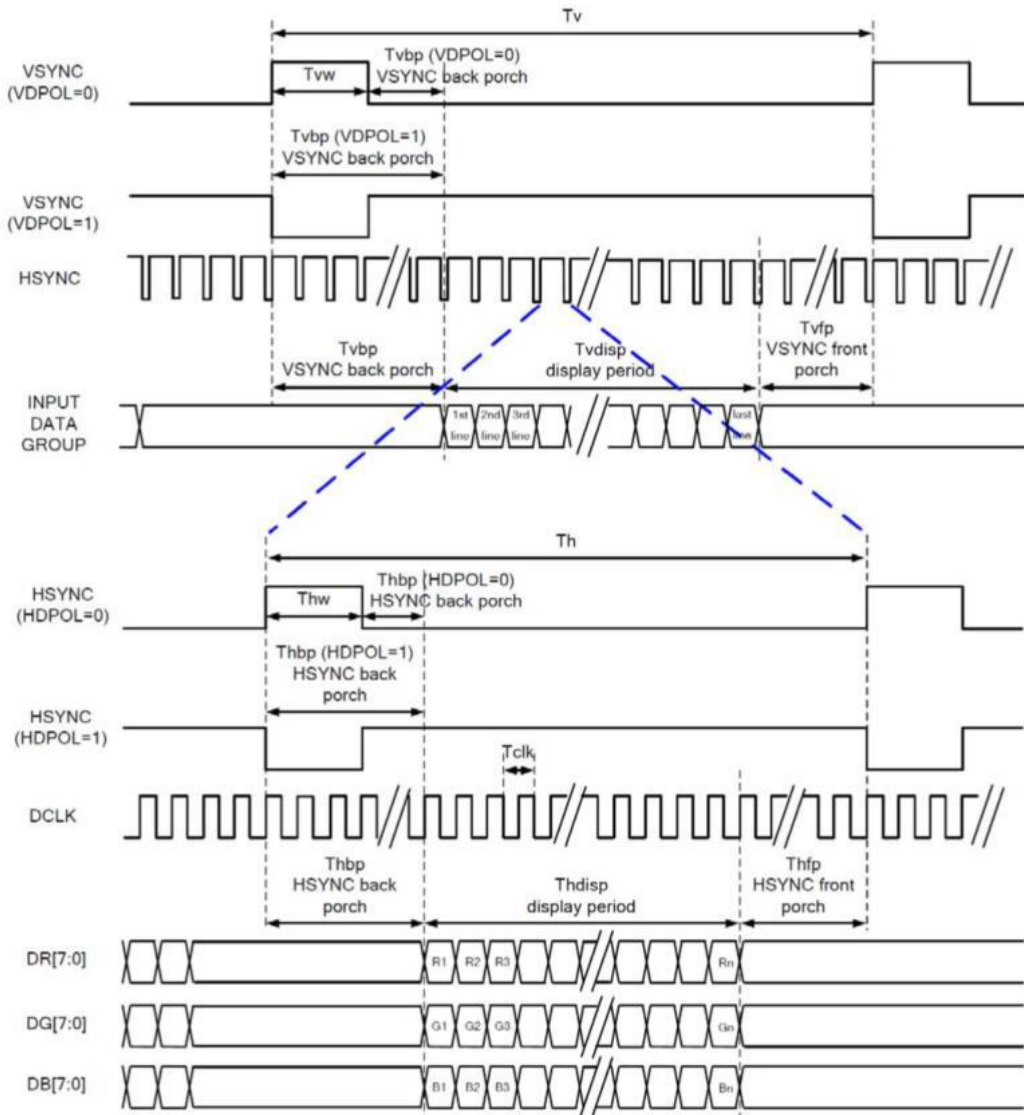 Tv
VSYNC
(VDPOL=0)
Tvw
Tvbp (VDPOL=0)
VSYNC back porch
Tvbp (VDPOL=1)
VSYNC back porch
VSYNC
(VDPOL=1)
HSYNC
Tvbp
VSYNC back porch
Tvdisp
display period
Tvfp
VSYNC front
porch
INPUT
DATA
GROUP
1st
line
2nd
line
3rd
line
last
line
Th
HSYNC
(HDPOL=0)
Thw
Thbp (HDPOL=0)
HSYNC back porch
Thbp (HDPOL=1)
HSYNC back
porch
HSYNC
(HDPOL=1)
Tclk
DCLK
Thbp
HSYNC back
porch
Thdisp
display period
Thfp
HSYNC front
porch
DR[7:0]
R1 R2 R3 Rn
DG[7:0]
G1 G2 G3 Gn
DB[7:0]
B1 B2 B3 Bn